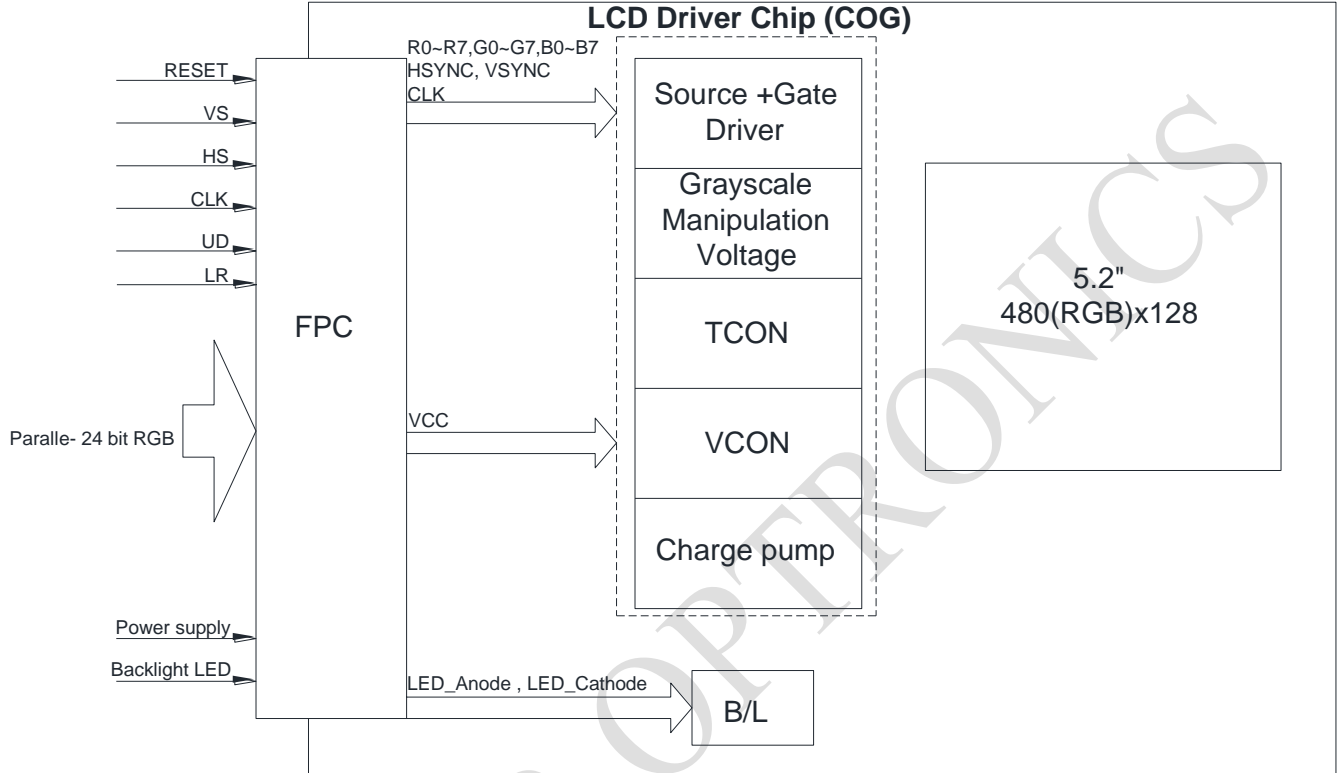 LCD Driver Chip (COG)
RESET
VS
HS
CLK
UD
LR
Paralle- 24 bit RGB
Power supply
Backlight LED
FPC
R0~R7,G0~G7,B0~B7
HSYNC, VSYNC
CLK
VCC
LED_Anode , LED_Cathode
Source +Gate
Driver
Grayscale
Manipulation
Voltage
TCON
VCON
Charge pump
B/L
5.2"
480(RGB)x128
OPTRONICS